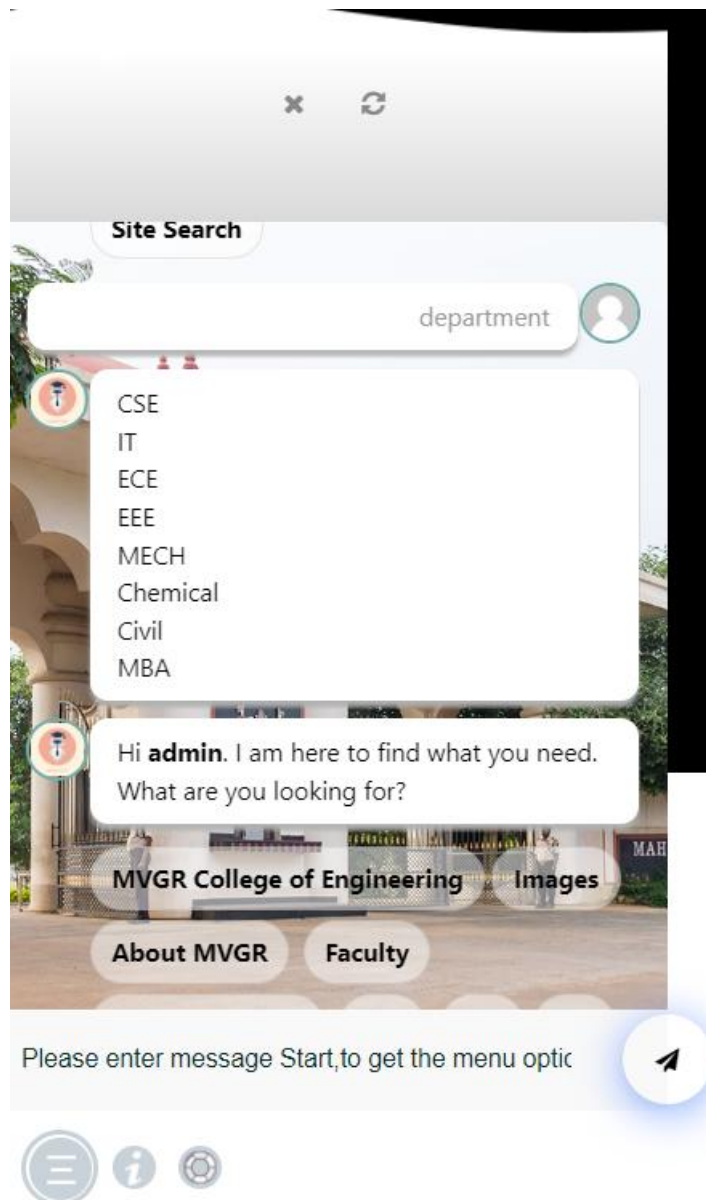 Site Search
department
CSE
IT
ECE
EEE
MECH
Chemical
Civil
MBA
Hi admin. I am here to find what you need.
What are you looking for?
MAH
MVGR College of Engineering Images
About MVGR Faculty
Please enter message Start,to get the menu optic